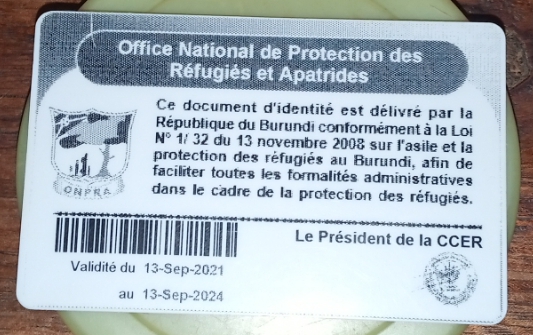 Office National de Protection des
Réfugiés et Apatrides
Ce document d'identité est délivré par la
République du Burundi conformément à la Loi
N° 1/ 32 du 13 novembre 2008 sur l'asile et la
protection des réfugiés au Burundi, afin de
faciliter toutes les formalités administratives
dans le cadre de la protection des réfugiés.
ONPRA
Le Président de la CCER
Validité du 13-Sep-2021
au 13-Sep-2024